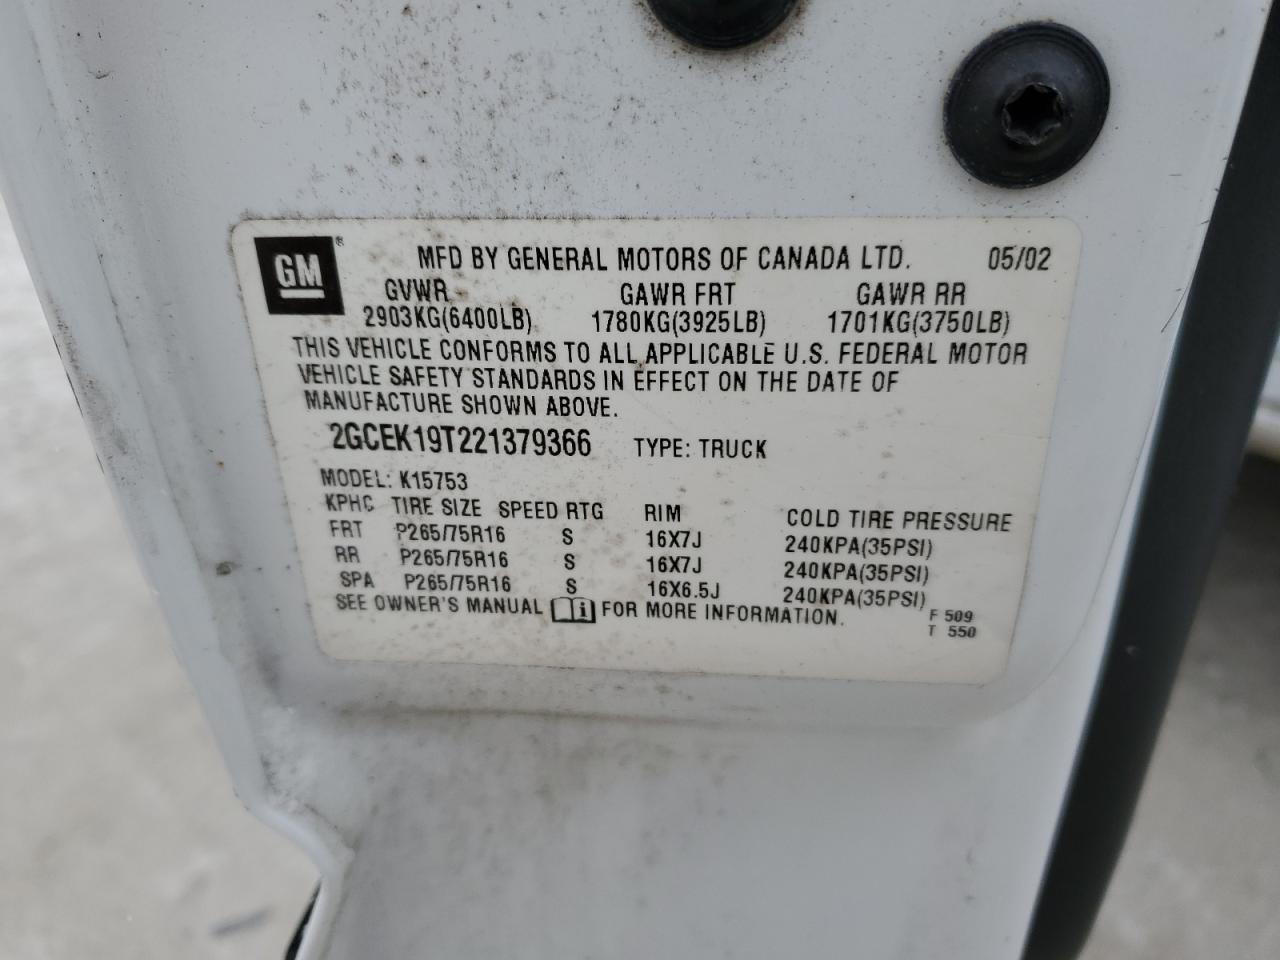 GM ® MFD BY GENERAL MOTORS OF CANADA LTD. 05/02
GVWR GAWR FRT GAWR RR
2903KG(6400LB) 1780KG(3925LB) 1701KG(3750LB)
THIS VEHICLE CONFORMS TO ALL APPLICABLE U.S. FEDERAL MOTOR
VEHICLE SAFETY STANDARDS IN EFFECT ON THE DATE OF
MANUFACTURE SHOWN ABOVE.
2GCEK19T221379366 TYPE: TRUCK
MODEL: K15753
KPHC TIRE SIZE SPEED RTG RIM COLD TIRE PRESSURE
FRT P265/75R16 S 16X7J 240KPA(35PSI)
RR P265/75R16 S 16X7J 240KPA(35PSI)
SPA P265/75R16 S 16X6.5J 240KPA(35PSI)
SEE OWNER'S MANUAL i FOR MORE INFORMATION. F 509
T 550